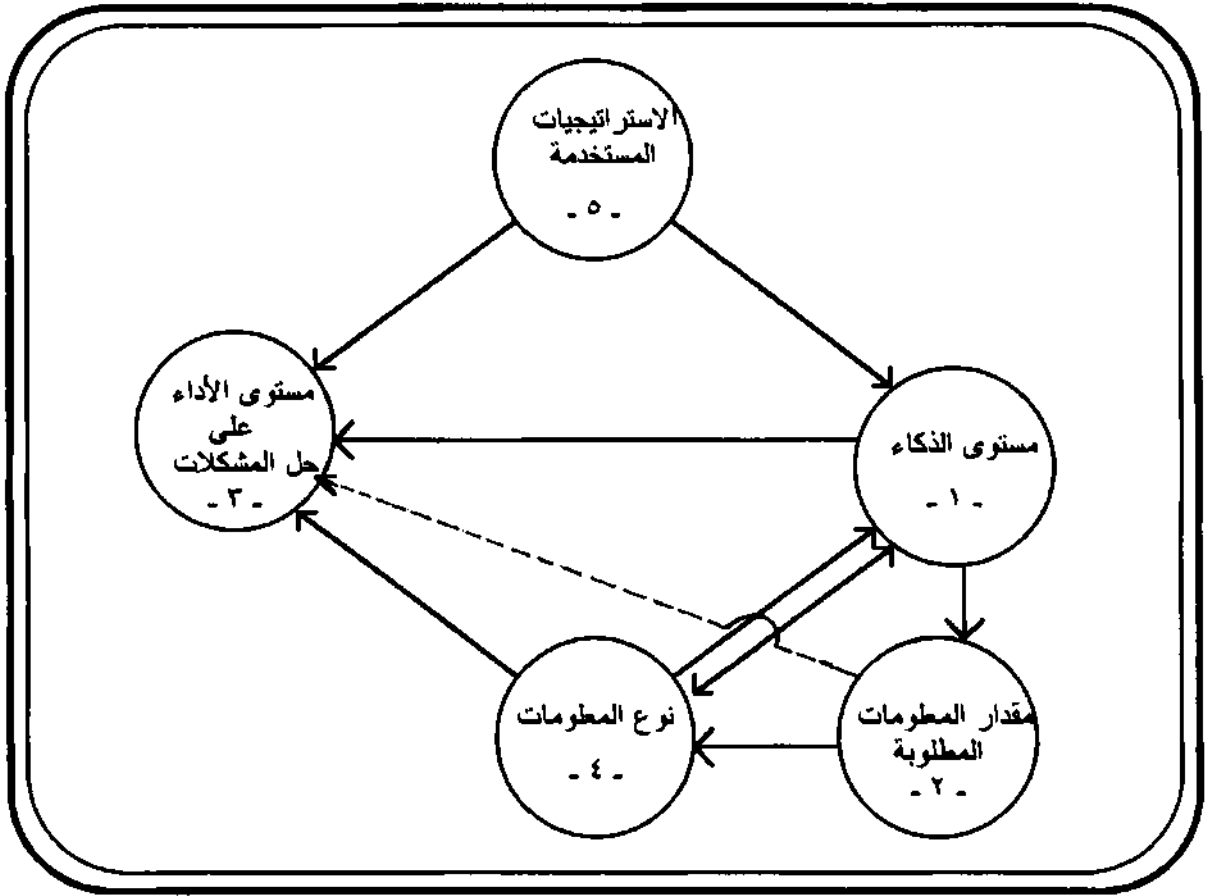 الاستراتيجيات
المستخدمة
- ٥ -
مستوى الأداء
على
حل المشكلات
- ٣ -
مستوى الذكاء
- ١ -
نوع المعلومات
- ٤ -
مقدار المعلومات
المطلوبة
- ٢ -